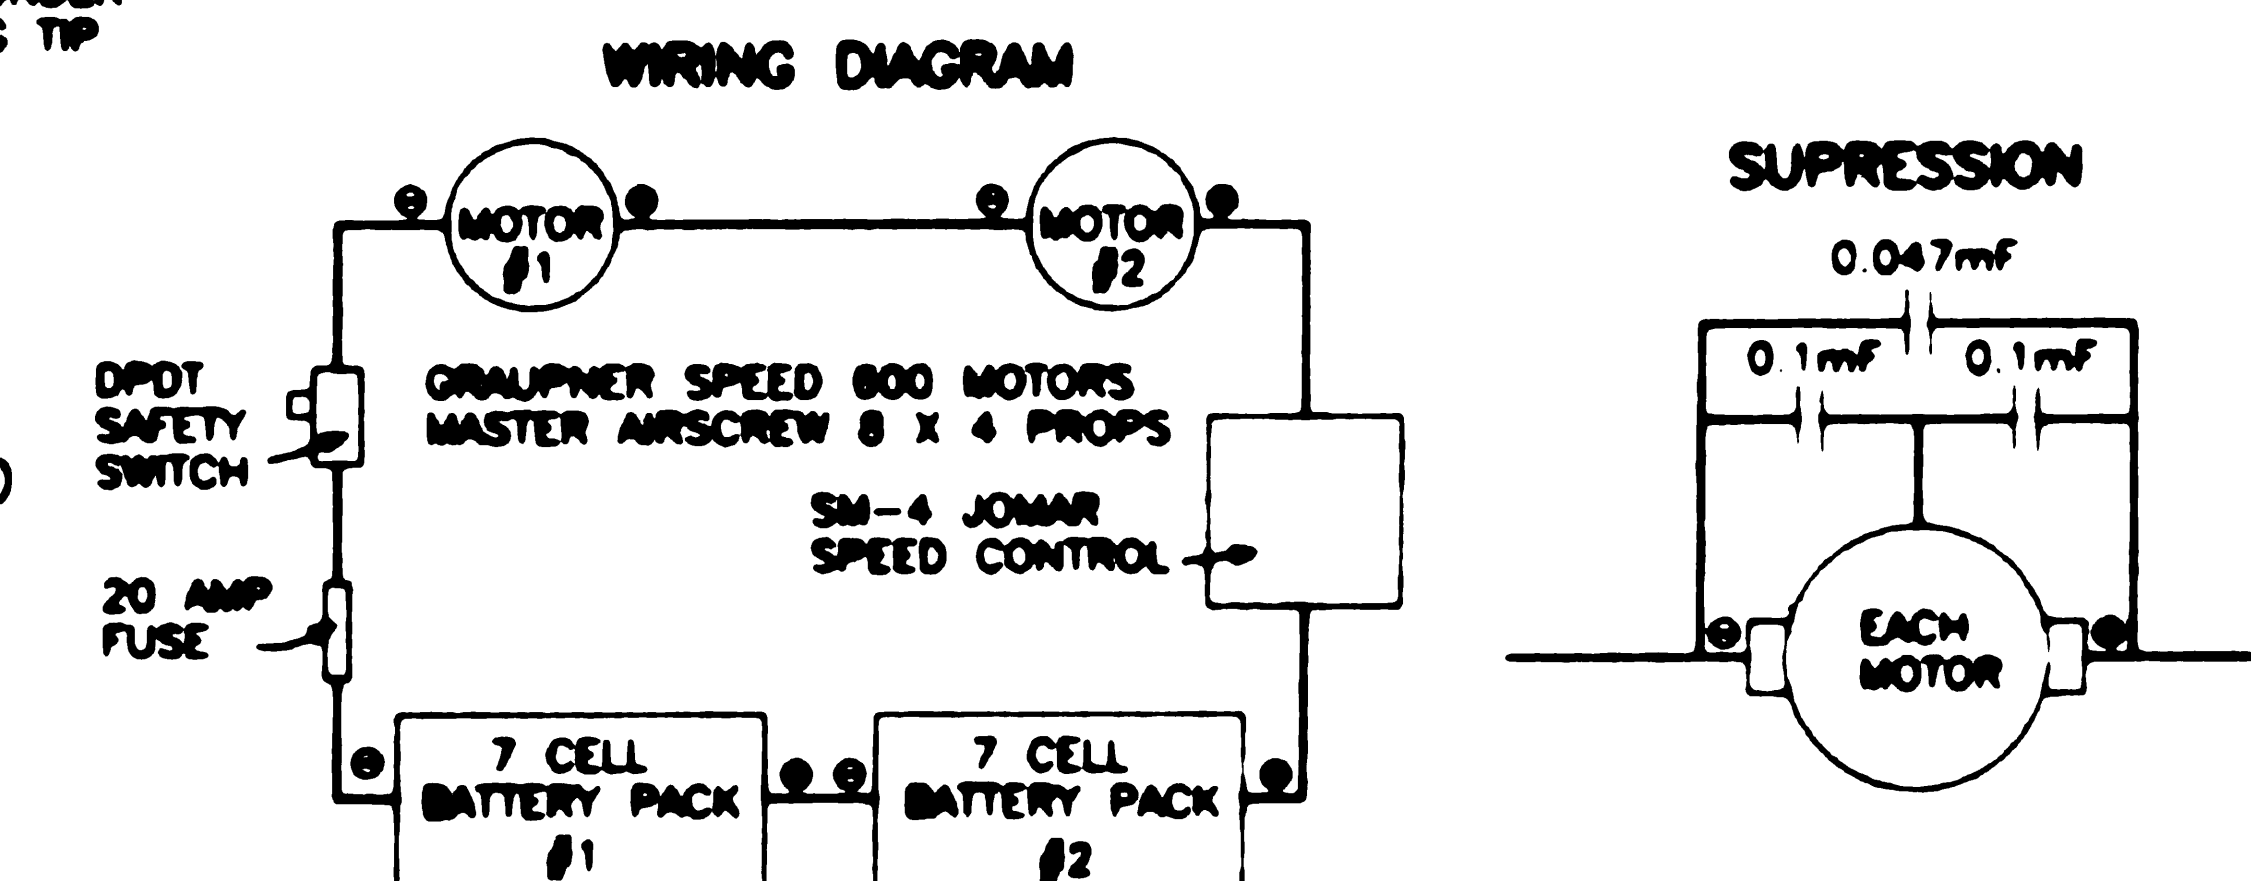 TIP
WIRING DIAGRAM
MOTOR
#1
MOTOR
#2
SUPRESSION
0.047mF
0.1mF 0.1mF
DPDT
SAFETY
SWITCH
GRAUPNER SPEED 600 MOTORS
MASTER AIRSCREW 8 X 4 PROPS
SM-4 JOMAR
SPEED CONTROL
20 AMP
FUSE
EACH
MOTOR
7 CELL
BATTERY PACK
#1
7 CELL
BATTERY PACK
#2